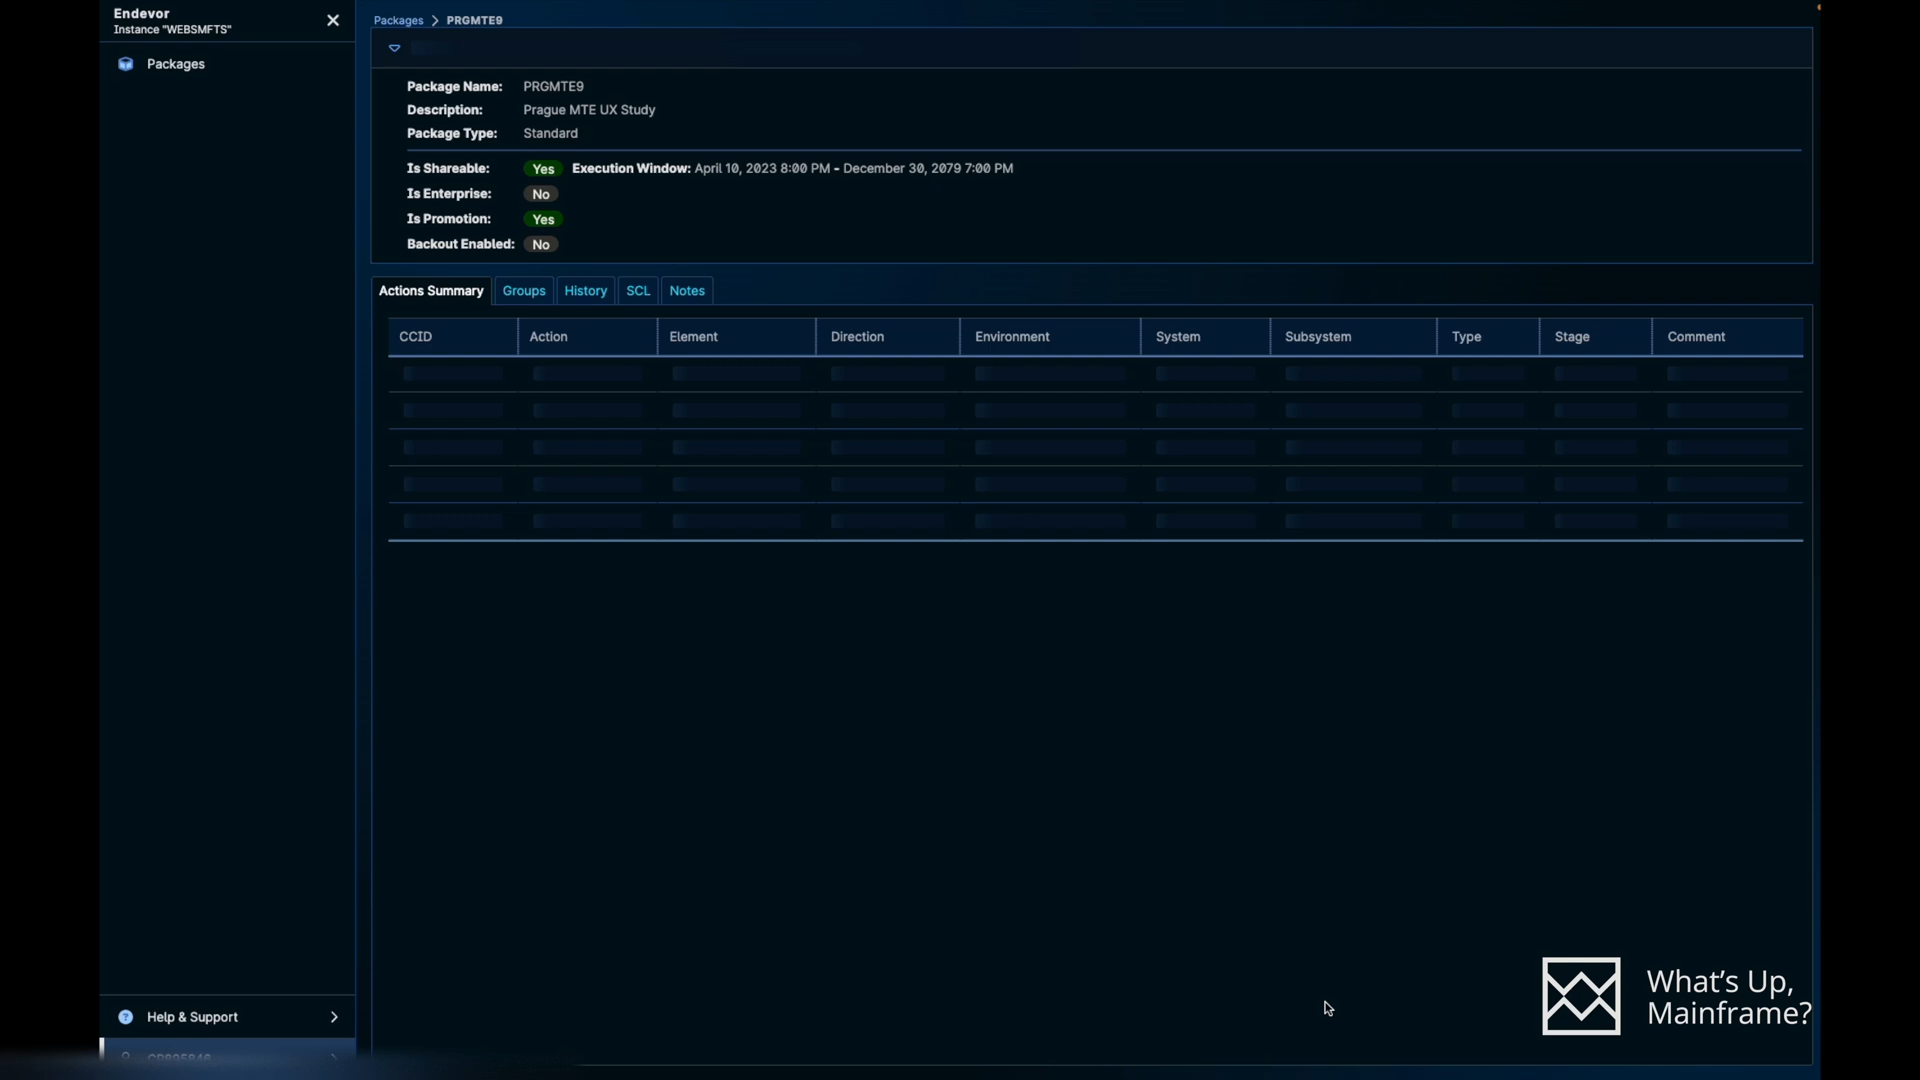 Endevor
Instance "WEBSMFTS"
Packages
Help & Support
Packages > PRGMTE9
Package Name: PRGMTE9
Description: Prague MTE UX Study
Package Type: Standard
Is Shareable: Yes Execution Window: April 10, 2023 8:00 PM - December 30, 2079 7:00 PM
Is Enterprise: No
Is Promotion: Yes
Backout Enabled: No
Actions Summary Groups History SCL Notes
CCID Action Element Direction Environment System Subsystem Type Stage Comment
What's Up,
Mainframe?